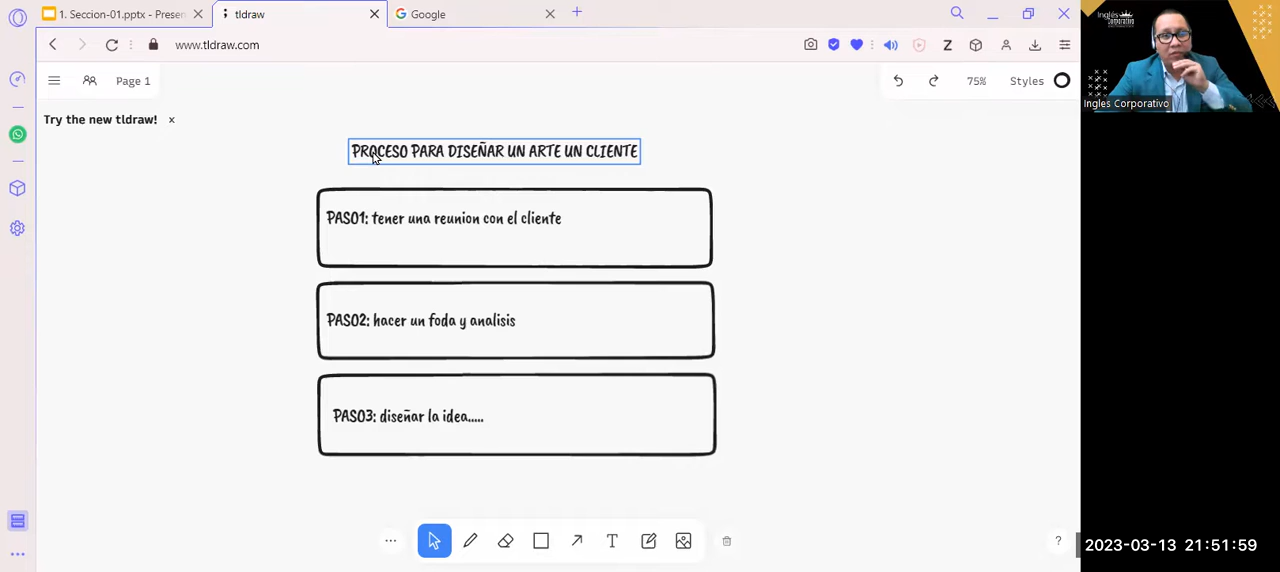 1. Seccion-01.pptx - Presen
tldraw
Google
www.tldraw.com
Z
Page 1
75%
Styles
Try the new tldraw! x
PROCESO PARA DISEÑAR UN ARTE UN CLIENTE
PASO1: tener una reunion con el cliente
PASO2: hacer un foda y analisis
PASO3: diseñar la idea.....
T
?
Inglés
Corporativo
Ingles Corporativo
2023-03-13 21:51:59